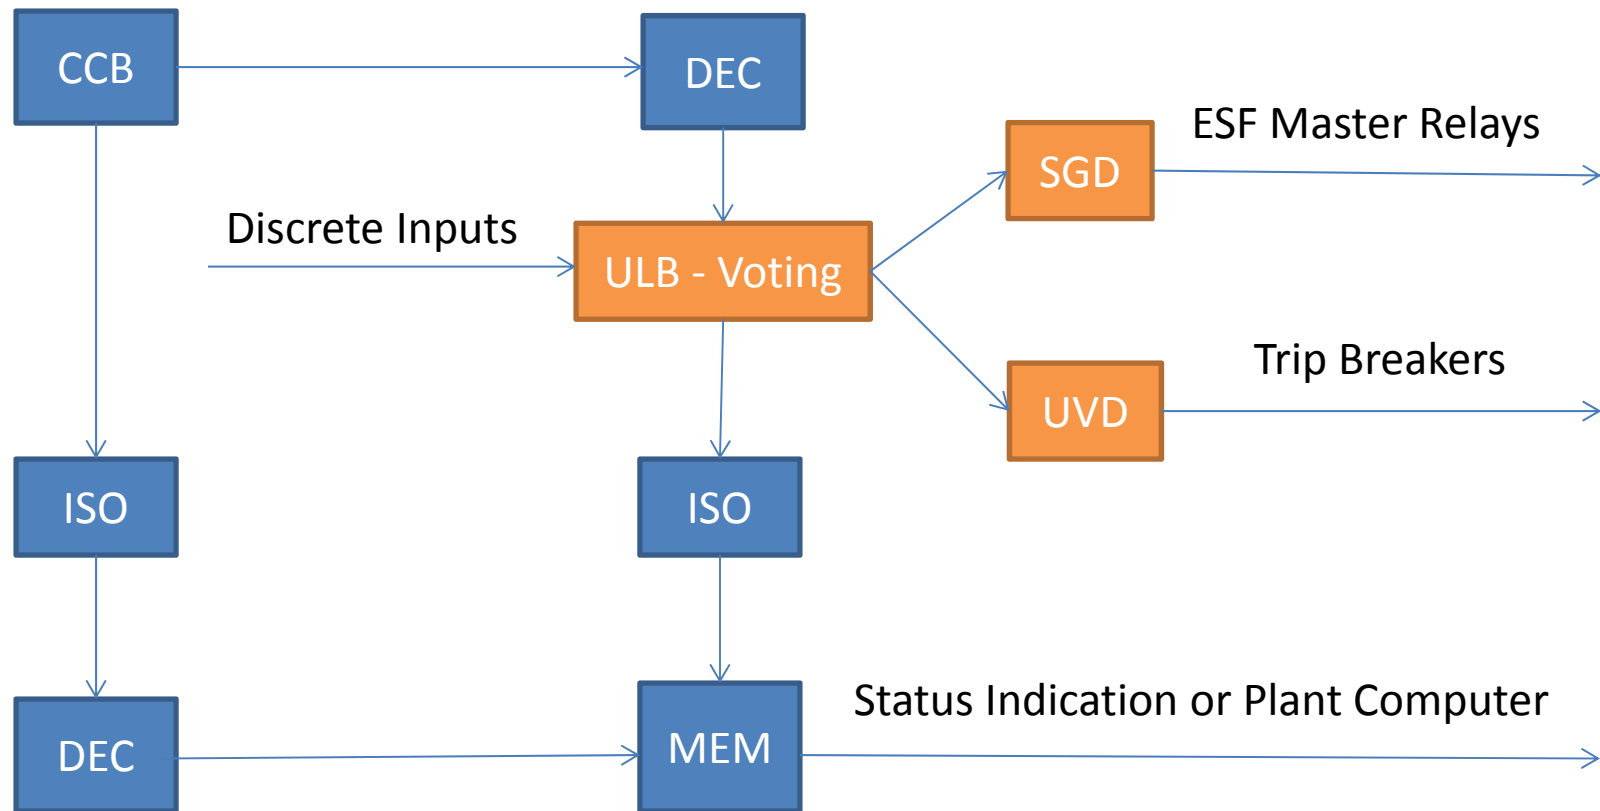 CCB
DEC
ESF Master Relays
SGD
Discrete Inputs
ULB - Voting
Trip Breakers
UVD
ISO
ISO
Status Indication or Plant Computer
DEC
MEM